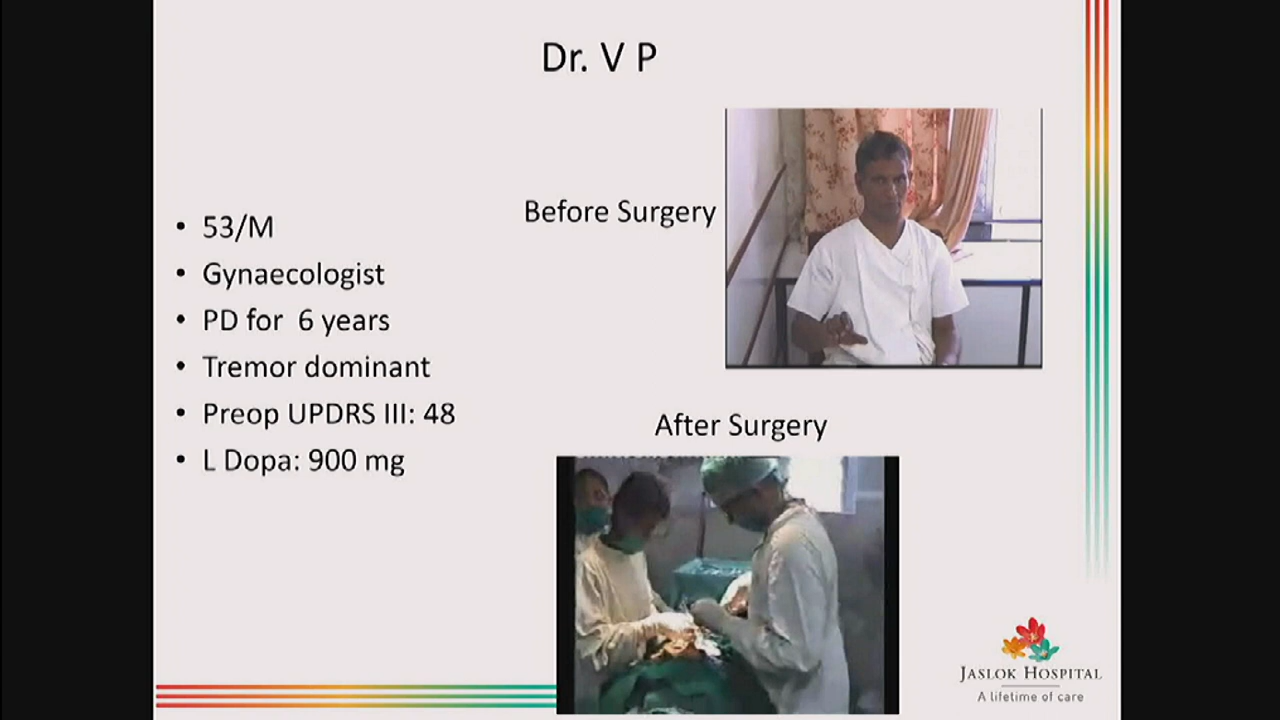 Dr. V P
Before Surgery
• 53/M
• Gynaecologist
• PD for 6 years
• Tremor dominant
• Preop UPDRS III: 48
• L Dopa: 900 mg
After Surgery
JASLOK HOSPITAL
A lifetime of care